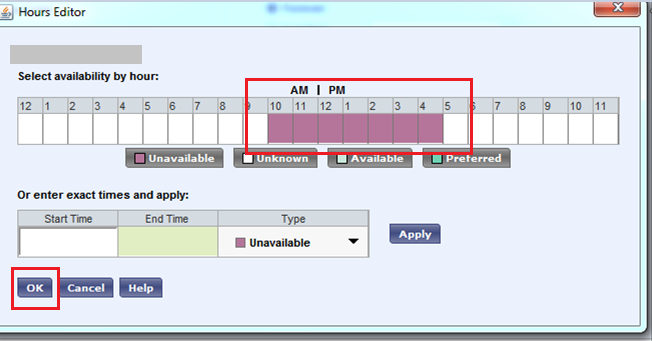 Hours Editor
Select availability by hour:
AM | PM
12 1 2 3 4 5 6 7 8 9 10 11 12 1 2 3 4 5 6 7 8 9 10 11
Unavailable Unknown Available Preferred
Or enter exact times and apply:
Start Time End Time Type
Unavailable Apply
OK Cancel Help